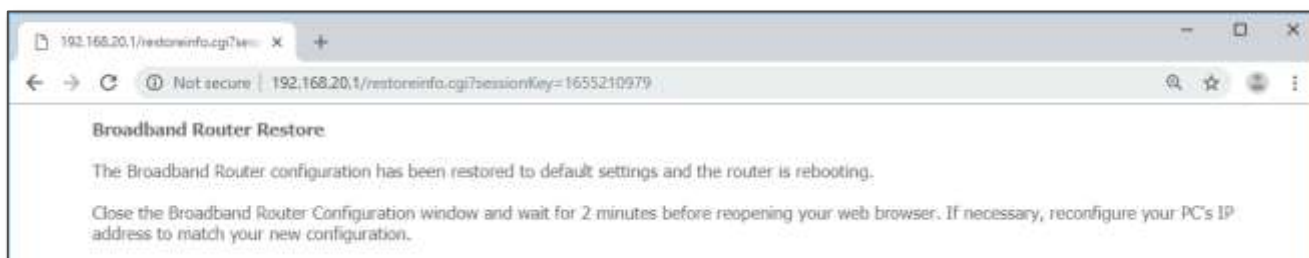 192.168.20.1/restoreinfo.cgi?ses
Not secure | 192.168.20.1/restoreinfo.cgi?sessionKey=1655210979
Broadband Router Restore
The Broadband Router configuration has been restored to default settings and the router is rebooting.
Close the Broadband Router Configuration window and wait for 2 minutes before reopening your web browser. If necessary, reconfigure your PC's IP
address to match your new configuration.